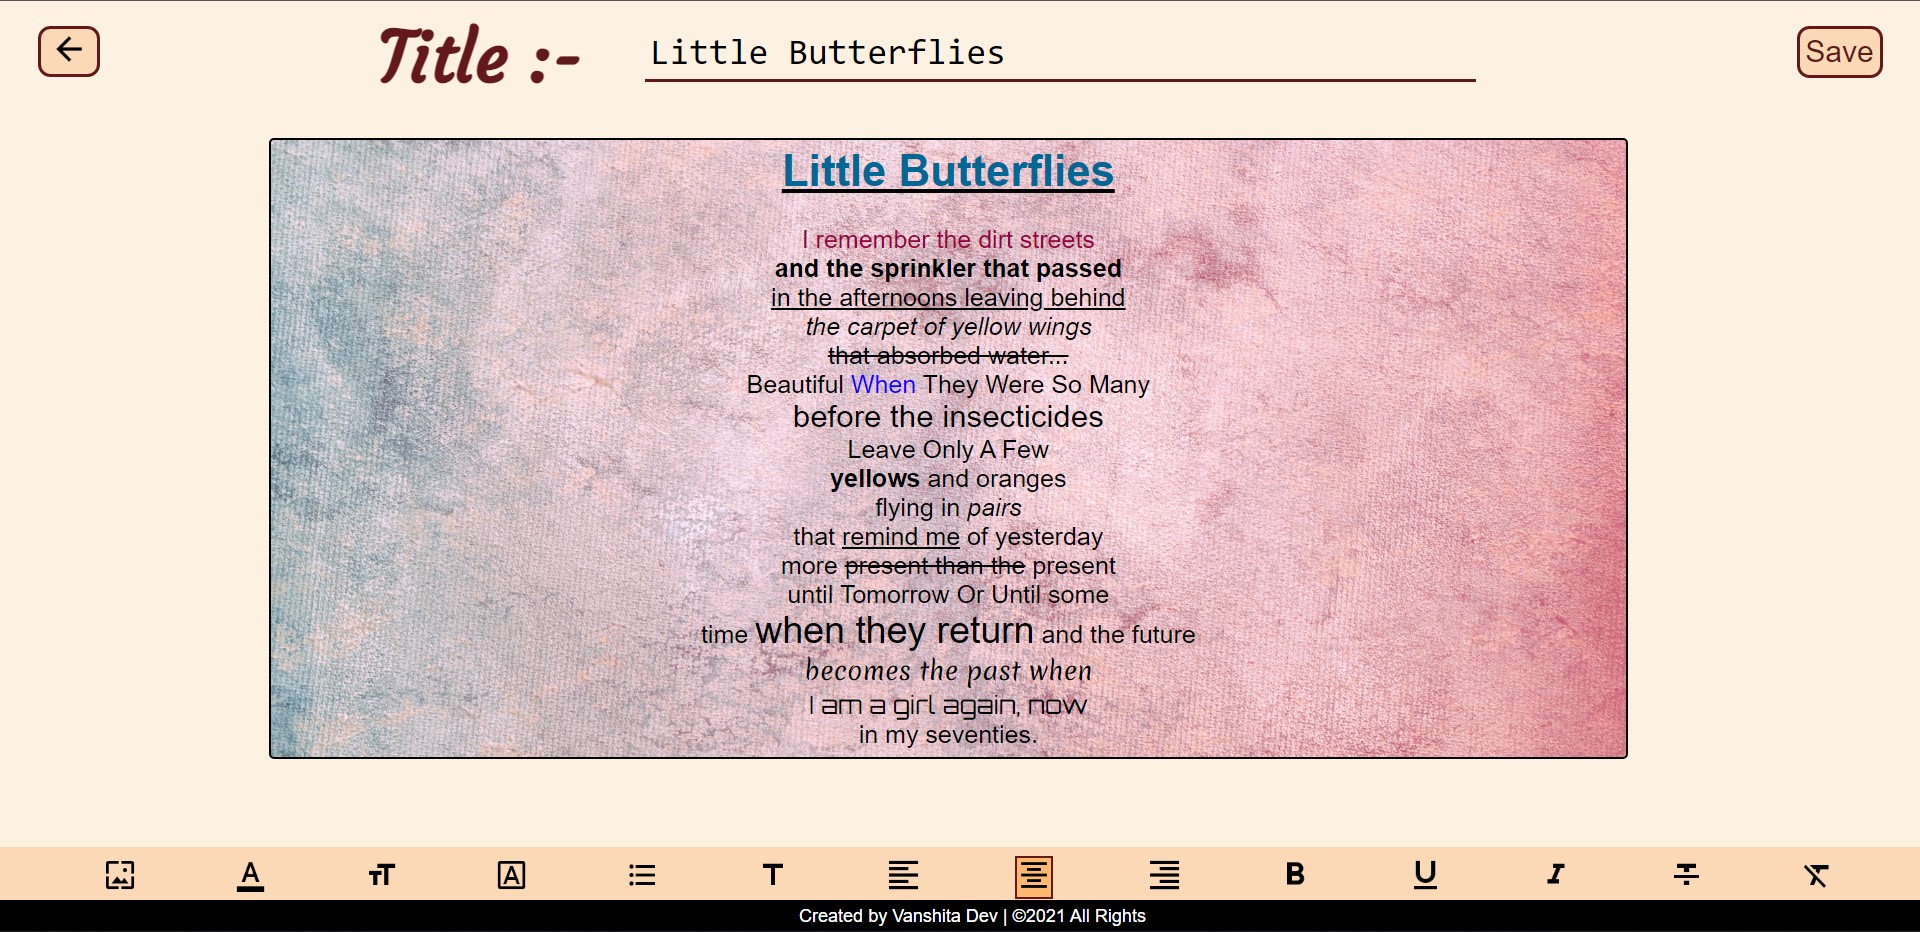 Title :-
Little Butterflies
Save
Little Butterflies
I remember the dirt streets
and the sprinkler that passed
in the afternoons leaving behind
the carpet of yellow wings
that absorbed water...
Beautiful When They Were So Many
before the insecticides
Leave Only A Few
yellows and oranges
flying in pairs
that remind me of yesterday
more present than the present
until Tomorrow Or Until some
time when they return and the future
becomes the past when
I am a girl again, now
in my seventies.
Created by Vanshita Dev | ©2021 All Rights